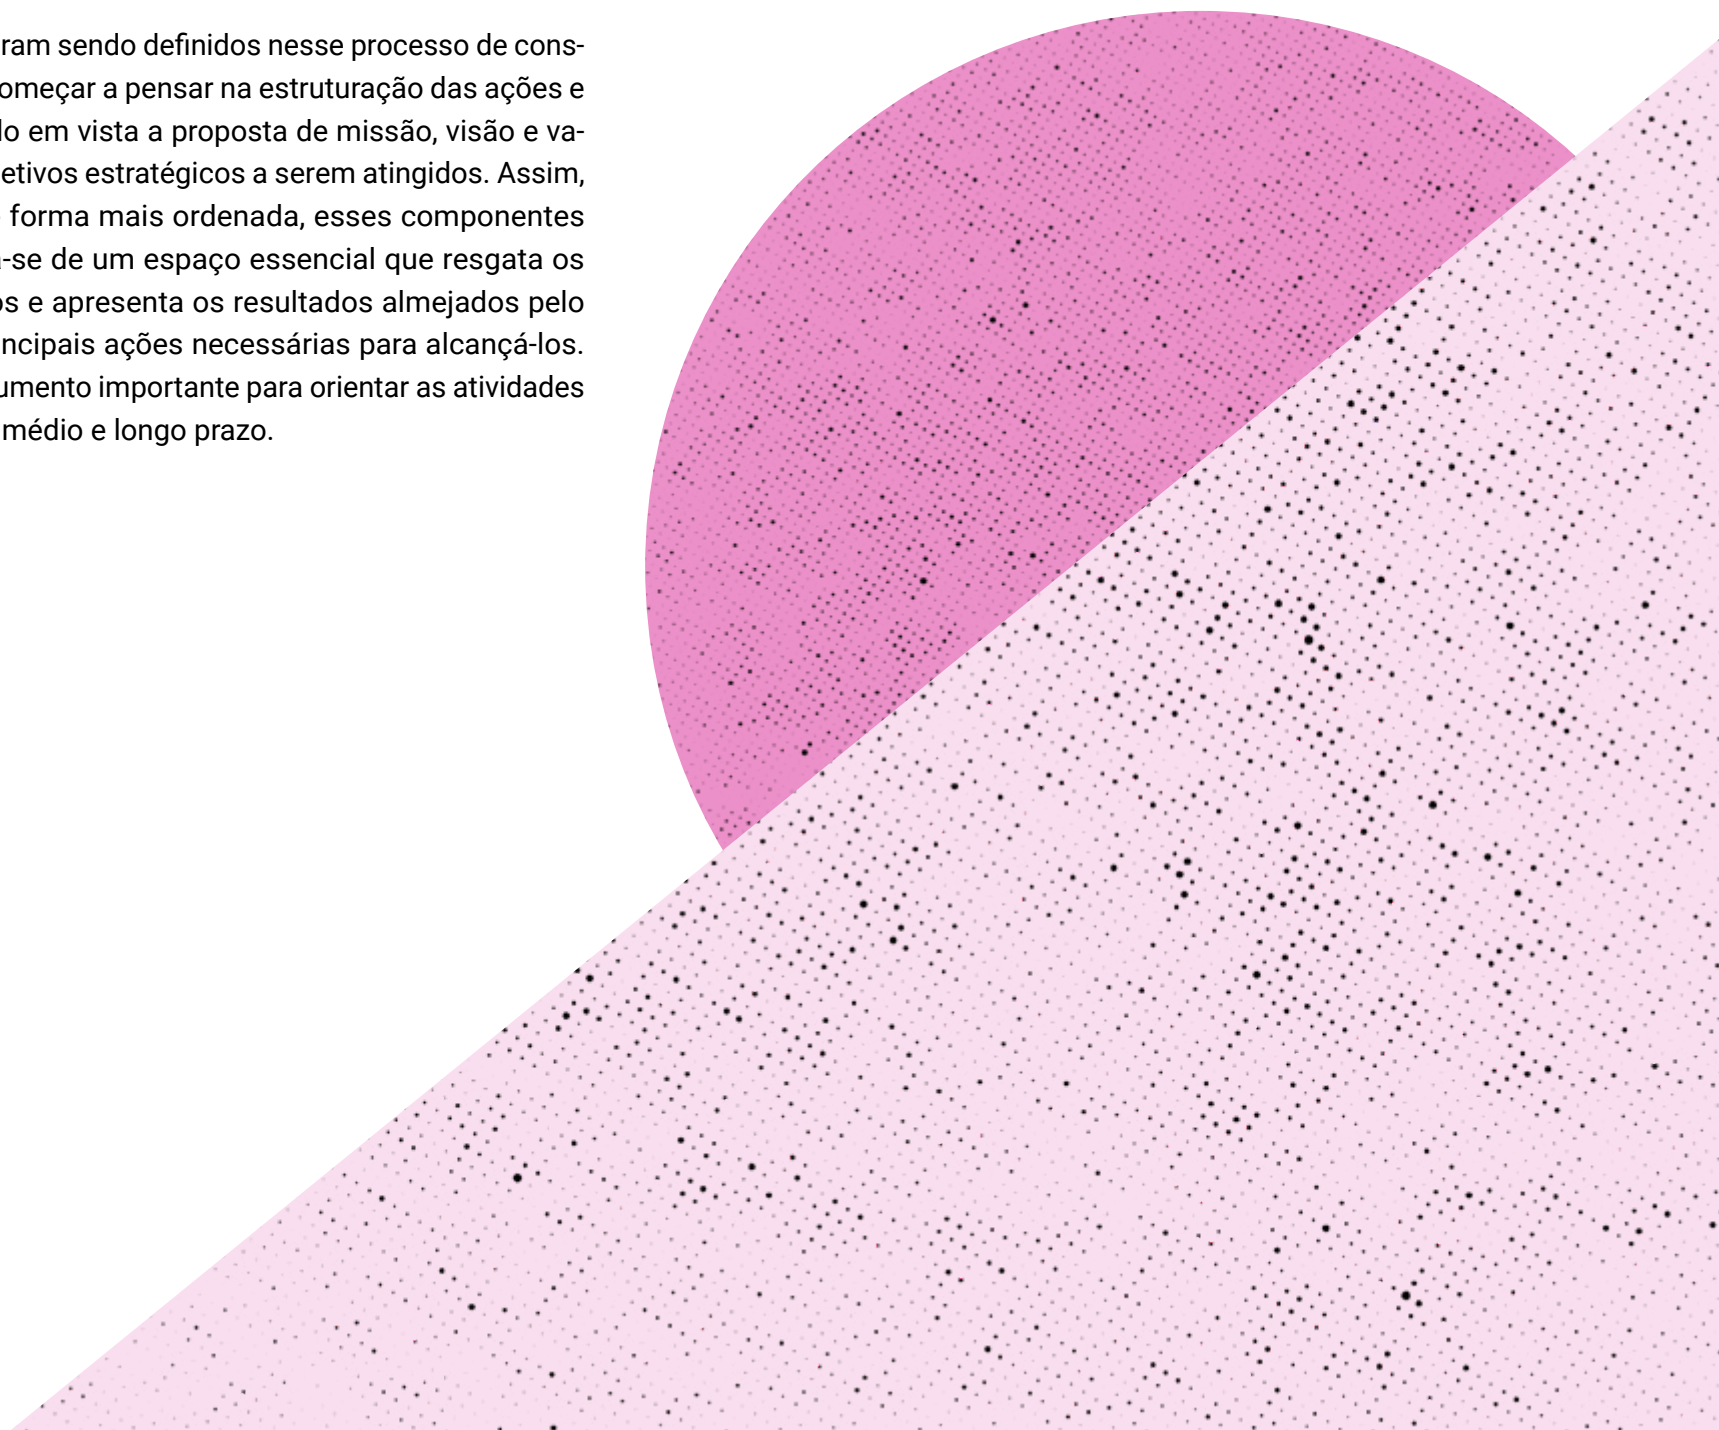 ram sendo definidos nesse processo de cons-
omeçar a pensar na estruturação das ações e
lo em vista a proposta de missão, visão e va-
etivos estratégicos a serem atingidos. Assim,
forma mais ordenada, esses componentes
-se de um espaço essencial que resgata os
os e apresenta os resultados almejados pelo
ncipais ações necessárias para alcançá-los.
umento importante para orientar as atividades
médio e longo prazo.